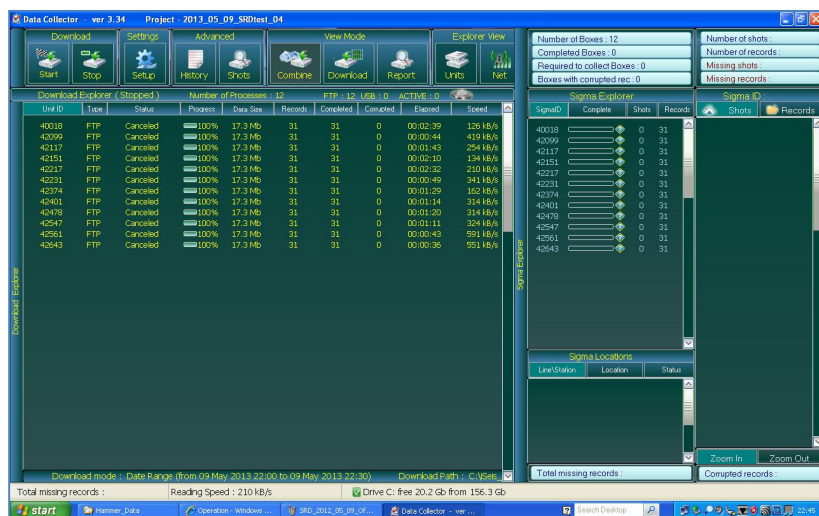 Data Collector - ver 3.34 Project - 2013_05_09_SRDtest_04
Download Settings Advanced View Mode Explorer View
Start Stop Setup History Shots Combine Download Report Units Net
Number of Boxes : 12
Completed Boxes : 0
Required to collect Boxes : 0
Boxes with corrupted rec : 0
Number of shots :
Number of records :
Missing shots :
Missing records :
Download Explorer ( Stopped ) Number of Processes : 12 FTP : 12 USB : 0 ACTIVE : 0
Unit ID Type Status Progress Data Size Records Completed Corrupted Elapsed Speed
40018 FTP Canceled 100% 17.3 Mb 31 31 0 00:02:39 126 kB/s
42099 FTP Canceled 100% 17.3 Mb 31 31 0 00:00:44 419 kB/s
42117 FTP Canceled 100% 17.3 Mb 31 31 0 00:01:43 254 kB/s
42151 FTP Canceled 100% 17.3 Mb 31 31 0 00:02:10 134 kB/s
42217 FTP Canceled 100% 17.3 Mb 31 31 0 00:02:32 210 kB/s
42231 FTP Canceled 100% 17.3 Mb 31 31 0 00:00:49 341 kB/s
42374 FTP Canceled 100% 17.3 Mb 31 31 0 00:01:29 162 kB/s
42401 FTP Canceled 100% 17.3 Mb 31 31 0 00:01:14 314 kB/s
42478 FTP Canceled 100% 17.3 Mb 31 31 0 00:01:20 314 kB/s
42547 FTP Canceled 100% 17.3 Mb 31 31 0 00:01:11 324 kB/s
42561 FTP Canceled 100% 17.3 Mb 31 31 0 00:00:43 591 kB/s
42643 FTP Canceled 100% 17.3 Mb 31 31 0 00:00:36 551 kB/s
Download Explorer
Sigma Explorer
Sigma Explorer
SigmaID Complete Shots Records
40018 ? 0 31
42099 ? 0 31
42117 ? 0 31
42151 ? 0 31
42217 ? 0 31
42231 ? 0 31
42374 ? 0 31
42401 ? 0 31
42478 ? 0 31
42547 ? 0 31
42561 ? 0 31
42643 ? 0 31
Sigma ID :
Shots Records
Sigma Locations
Line\Station Location Status
Zoom In Zoom Out
Download mode : Date Range (from 09 May 2013 22:00 to 09 May 2013 22:30) Download Path : C:\Seis_
Total missing records :
Corrupted records :
Total missing records : Reading Speed : 210 kB/s Drive C: free 20.2 Gb from 156.3 Gb
start Hammer_Data Operation - Windows ... SRD_2012_05_09_Of... Data Collector - ver ... Search Desktop 22:45